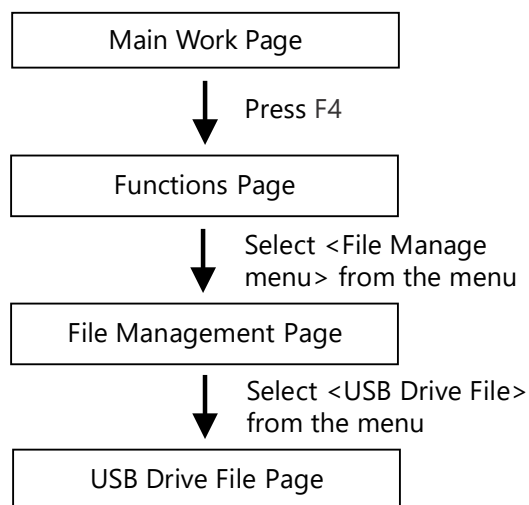 Main Work Page
Press F4
Functions Page
Select <File Manage
menu> from the menu
File Management Page
Select <USB Drive File>
from the menu
USB Drive File Page